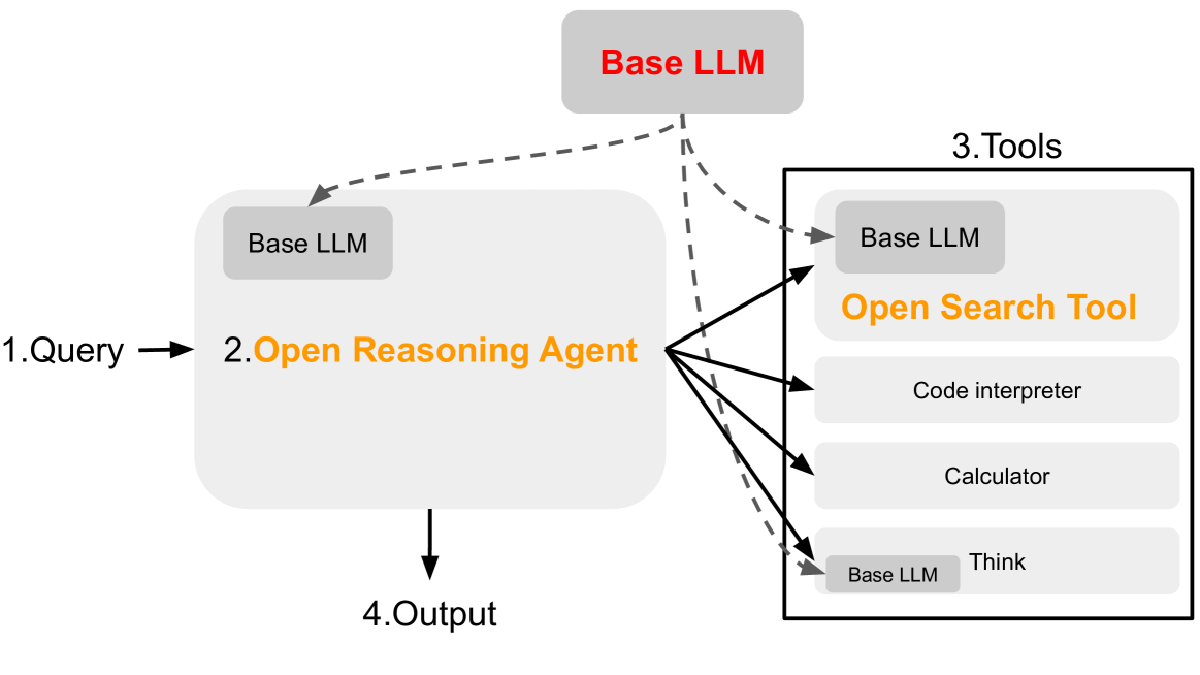 Base LLM
3.Tools
Base LLM
Base LLM
Open Search Tool
1.Query
2.Open Reasoning Agent
Code interpreter
Calculator
Think
Base LLM
4.Output